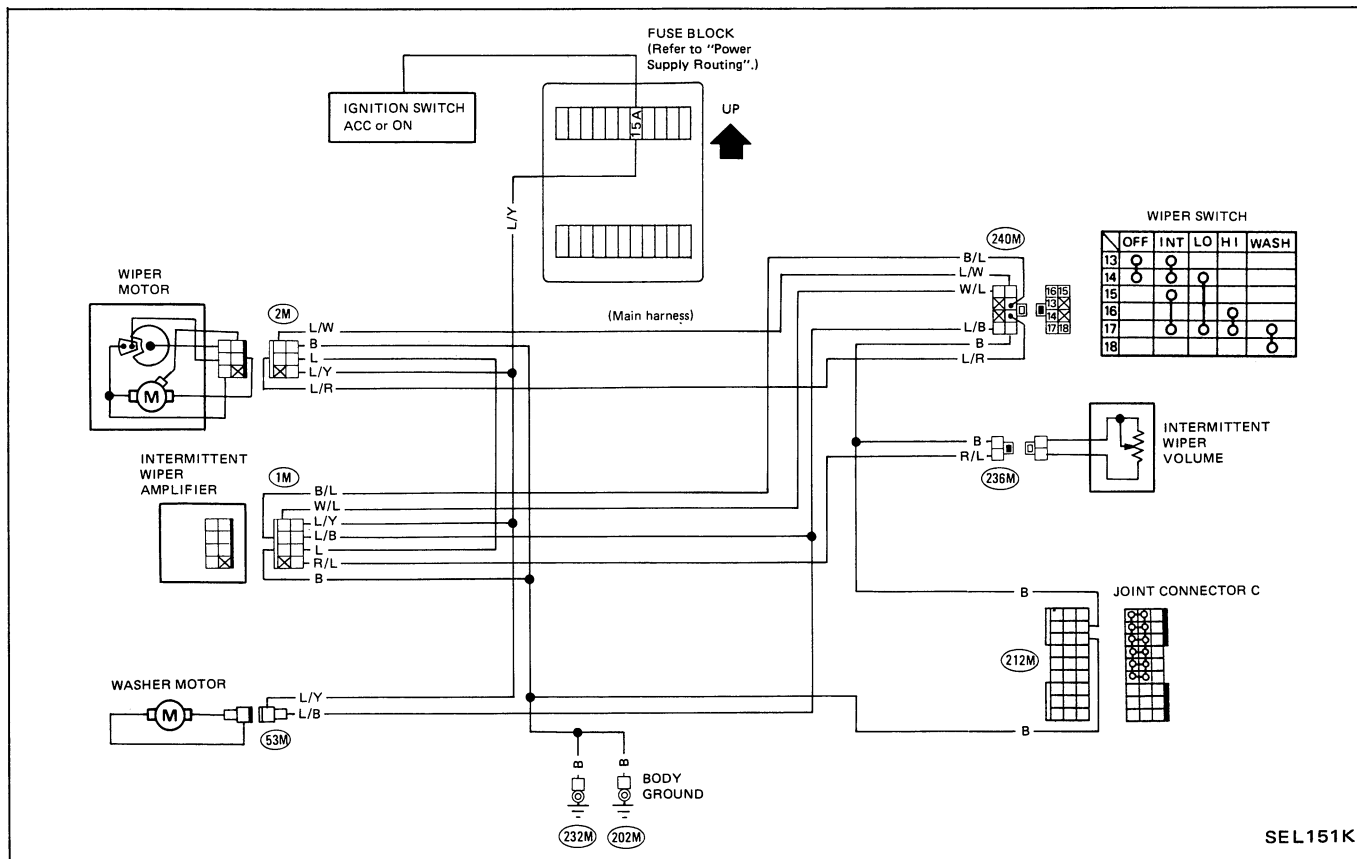 FUSE BLOCK
(Refer to "Power
Supply Routing".)
IGNITION SWITCH
ACC or ON
15A
UP
L/Y
WIPER SWITCH
OFF INT LO HI WASH
13
14
15
16
17
18
240M
B/L
L/W
W/L
L/B
B
L/R
16 15
13
14
17 18
WIPER
MOTOR
M
2M
L/W
B
L
L/Y
L/R
(Main harness)
INTERMITTENT
WIPER
AMPLIFIER
1M
B/L
W/L
L/Y
L/B
L
R/L
B
B
R/L
236M
INTERMITTENT
WIPER
VOLUME
B
JOINT CONNECTOR C
212M
B
WASHER MOTOR
M
L/Y
L/B
53M
B
B
BODY
GROUND
232M
202M
SEL151K